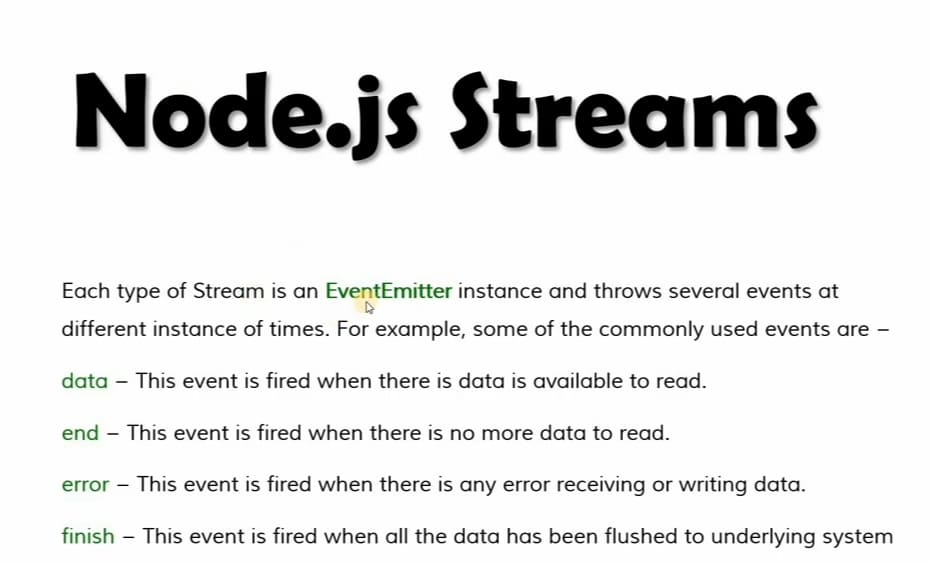 Node.js Streams
Each type of Stream is an EventEmitter instance and throws several events at
different instance of times. For example, some of the commonly used events are –
data – This event is fired when there is data is available to read.
end – This event is fired when there is no more data to read.
error – This event is fired when there is any error receiving or writing data.
finish – This event is fired when all the data has been flushed to underlying system